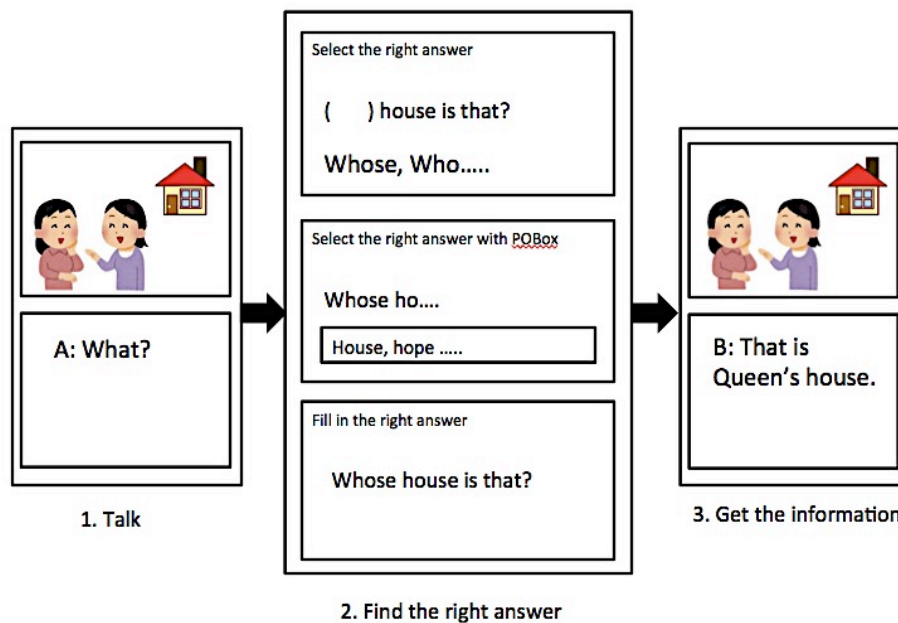 A: What?
1. Talk
Select the right answer
(      ) house is that?
Whose, Who.....
Select the right answer with POBox
Whose ho....
House, hope .....
Fill in the right answer
Whose house is that?
2. Find the right answer
B: That is
Queen's house.
3. Get the information